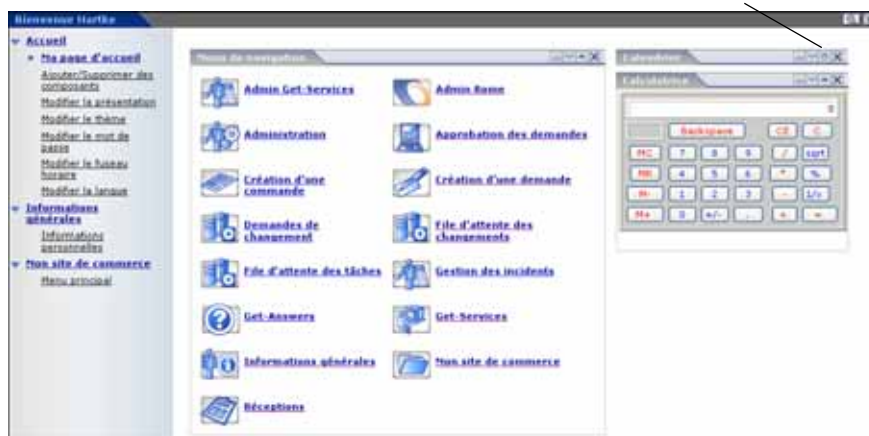 Bienvenue Hartke
Accueil
Ma page d'accueil
Ajouter/Supprimer des
composants
Modifier la présentation
Modifier le thème
Modifier le mot de
passe
Modifier le fuseau
horaire
Modifier la langue
Informations
générales
Informations
personnelles
Mon site de commerce
Menu principal
Menu de navigation
Admin Get-Services
Admin Rome
Administration
Approbation des demandes
Création d'une
commande
Création d'une demande
Demandes de
changement
File d'attente des
changements
File d'attente des tâches
Gestion des incidents
Get-Answers
Get-Services
Informations générales
Mon site de commerce
Réceptions
Calendrier
Calculatrice
0
Backspace CE C
MC 7 8 9 / sqrt
MR 4 5 6 * %
M- 1 2 3 - 1/x
M+ 0 +/- . + =